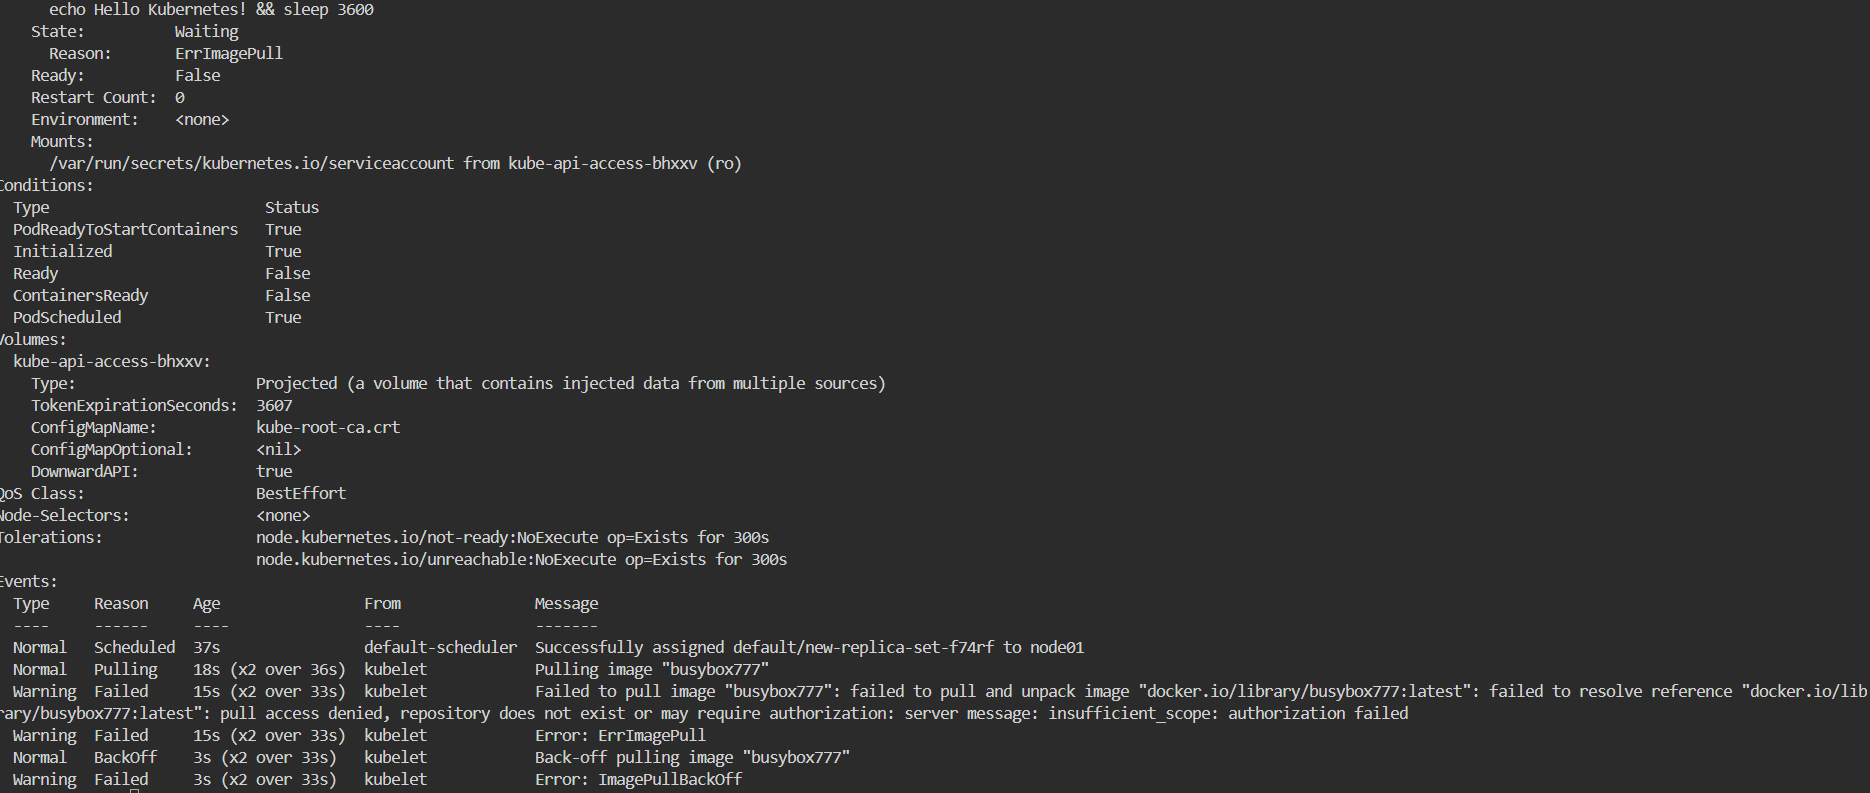 echo Hello Kubernetes! && sleep 3600
State: Waiting
Reason: ErrImagePull
Ready: False
Restart Count: 0
Environment: <none>
Mounts:
/var/run/secrets/kubernetes.io/serviceaccount from kube-api-access-bhxxv (ro)
Conditions:
Type Status
PodReadyToStartContainers True
Initialized True
Ready False
ContainersReady False
PodScheduled True
Volumes:
kube-api-access-bhxxv:
Type: Projected (a volume that contains injected data from multiple sources)
TokenExpirationSeconds: 3607
ConfigMapName: kube-root-ca.crt
ConfigMapOptional: <nil>
DownwardAPI: true
QoS Class: BestEffort
Node-Selectors: <none>
Tolerations: node.kubernetes.io/not-ready:NoExecute op=Exists for 300s
node.kubernetes.io/unreachable:NoExecute op=Exists for 300s
Events:
Type Reason Age From Message
---- ------ ---- ---- -------
Normal Scheduled 37s default-scheduler Successfully assigned default/new-replica-set-f74rf to node01
Normal Pulling 18s (x2 over 36s) kubelet Pulling image "busybox777"
Warning Failed 15s (x2 over 33s) kubelet Failed to pull image "busybox777": failed to pull and unpack image "docker.io/library/busybox777:latest": failed to resolve reference "docker.io/lib
rary/busybox777:latest": pull access denied, repository does not exist or may require authorization: server message: insufficient_scope: authorization failed
Warning Failed 15s (x2 over 33s) kubelet Error: ErrImagePull
Normal BackOff 3s (x2 over 33s) kubelet Back-off pulling image "busybox777"
Warning Failed 3s (x2 over 33s) kubelet Error: ImagePullBackOff